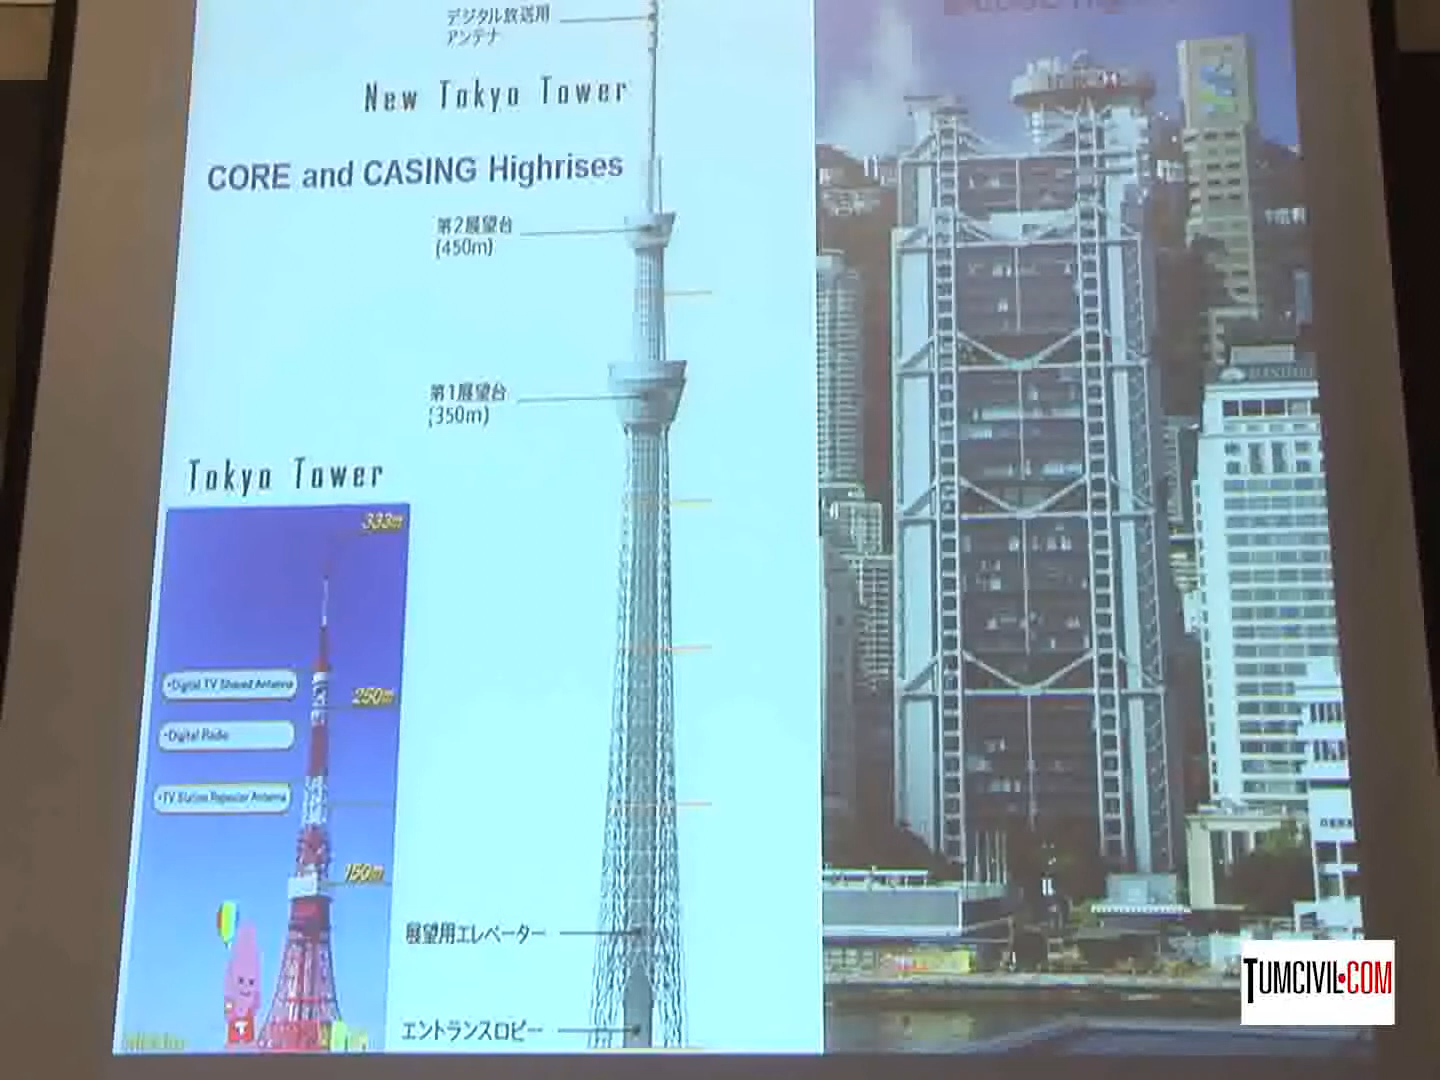 デジタル放送用
アンテナ
New Tokyo Tower
CORE and CASING Highrises
第2展望台
(450m)
第1展望台
(350m)
Tokyo Tower
333m
•Digital TV Shared Antenna
250m
•Digital Radio
•TV Station Repeater Antenna
150m
展望用エレベーター
エントランスロビー
TUMCIVIL.COM